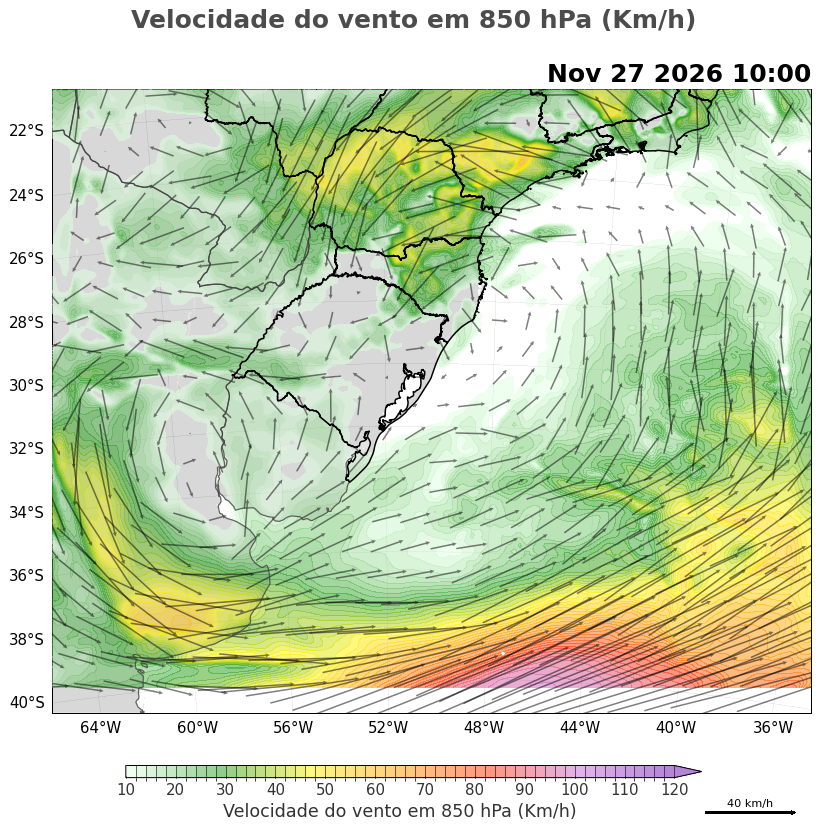 Velocidade do vento em 850 hPa (Km/h)
Nov 27 2026 10:00
22°S
24°S
26°S
28°S
30°S
32°S
34°S
36°S
38°S
40°S
64°W 60°W 56°W 52°W 48°W 44°W 40°W 36°W
10 20 30 40 50 60 70 80 90 100 110 120
Velocidade do vento em 850 hPa (Km/h)
40 km/h